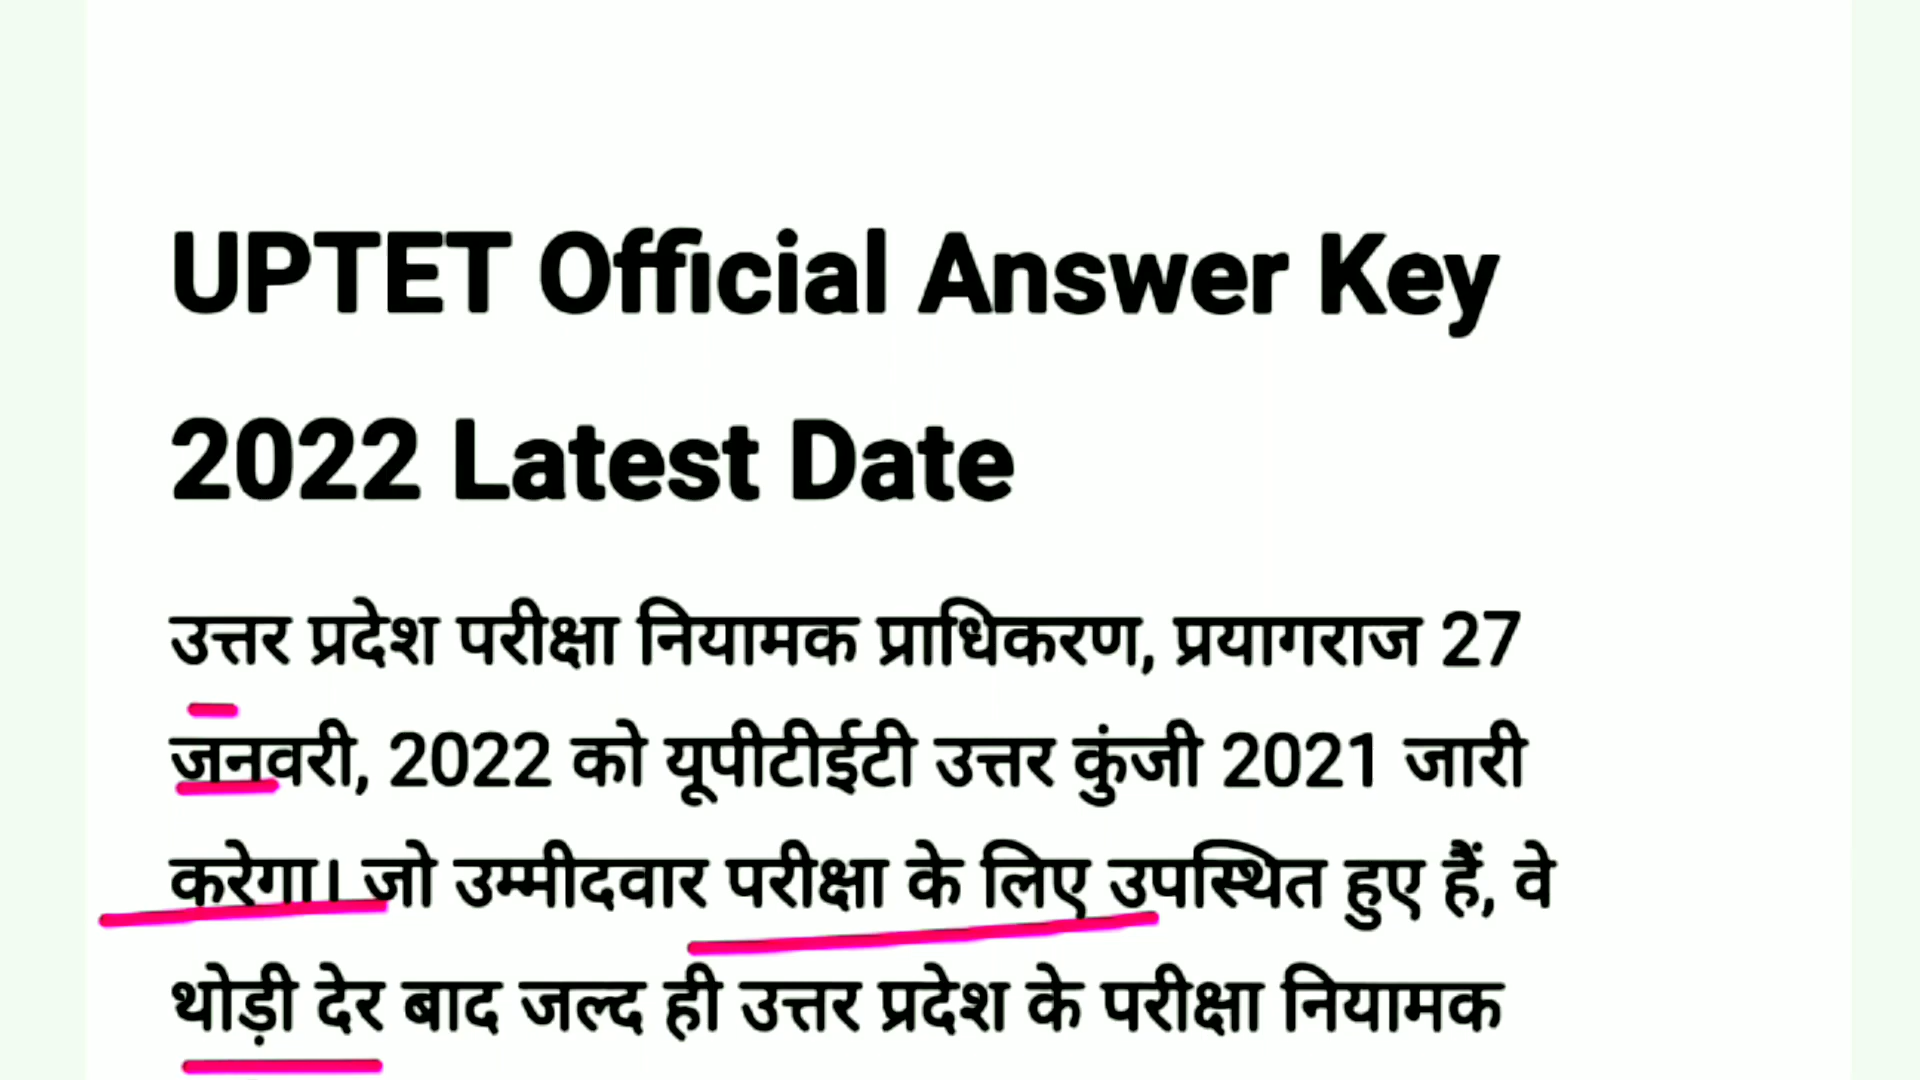 UPTET Official Answer Key
2022 Latest Date
उत्तर प्रदेश परीक्षा नियामक प्राधिकरण, प्रयागराज 27
जनवरी, 2022 को यूपीटीईटी उत्तर कुंजी 2021 जारी
करेगा। जो उम्मीदवार परीक्षा के लिए उपस्थित हुए हैं, वे
थोड़ी देर बाद जल्द ही उत्तर प्रदेश के परीक्षा नियामक